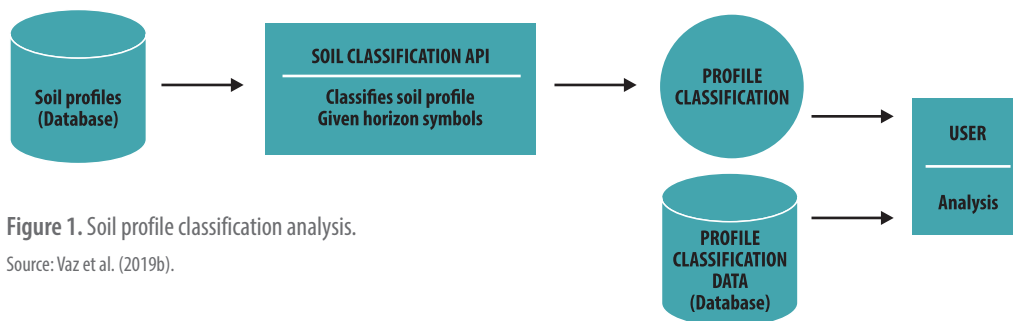 Soil profiles
(Database)
SOIL CLASSIFICATION API
Classifies soil profile
Given horizon symbols
PROFILE
CLASSIFICATION
USER
Analysis
PROFILE
CLASSIFICATION
DATA
(Database)
Figure 1. Soil profile classification analysis.
Source: Vaz et al. (2019b).